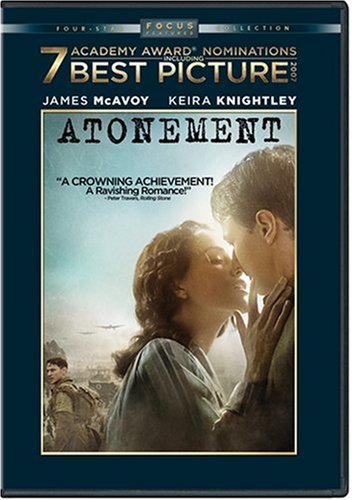 FOUR-STAR FOCUS FEATURES COLLECTION
7 ACADEMY AWARD® NOMINATIONS
INCLUDING
BEST PICTURE 2007
JAMES McAVOY KEIRA KNIGHTLEY
ATONEMENT
"A CROWNING ACHIEVEMENT!
A Ravishing Romance!"
- Peter Travers, Rolling Stone